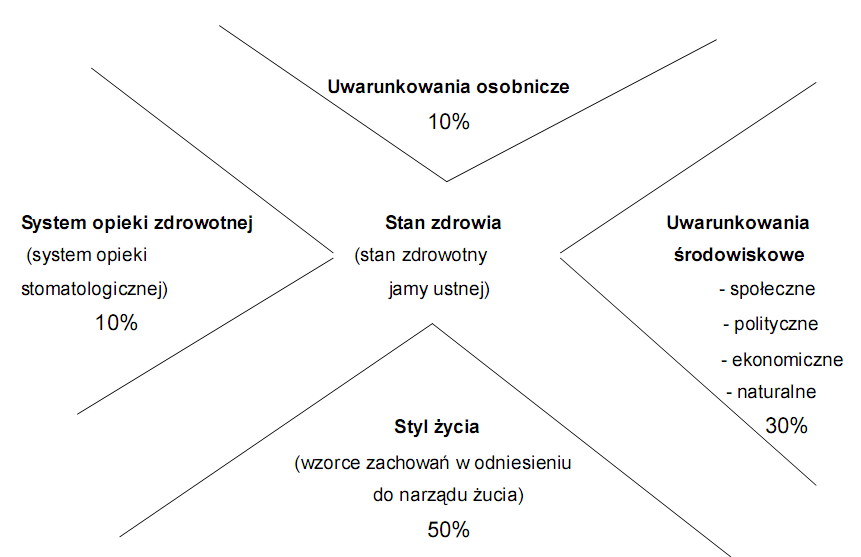 Uwarunkowania osobnicze
10%
System opieki zdrowotnej
(system opieki
stomatologicznej)
10%
Stan zdrowia
(stan zdrowotny
jamy ustnej)
Uwarunkowania
środowiskowe
- społeczne
- polityczne
- ekonomiczne
- naturalne
30%
Styl życia
(wzorce zachowań w odniesieniu
do narządu żucia)
50%